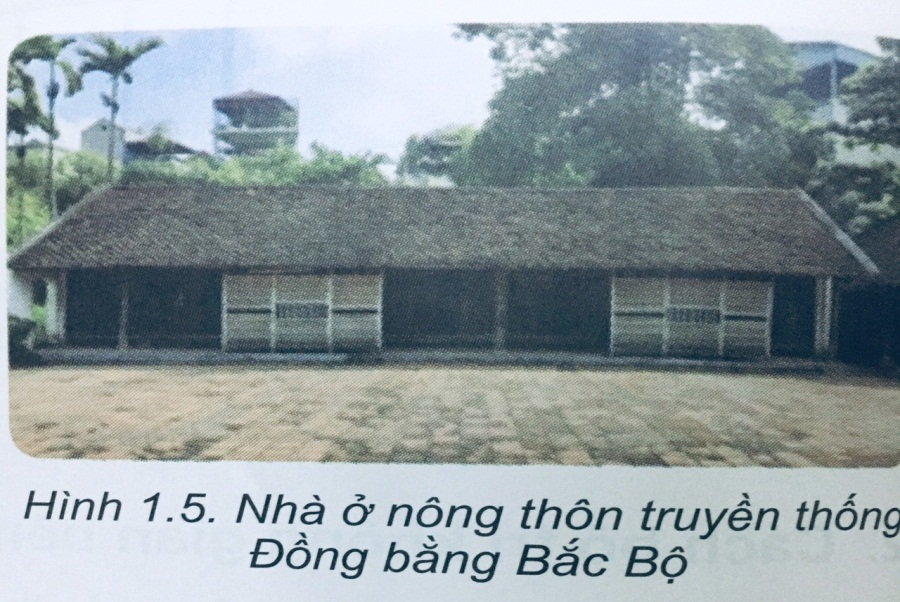 Hình 1.5. Nhà ở nông thôn truyền thống
Đồng bằng Bắc Bộ